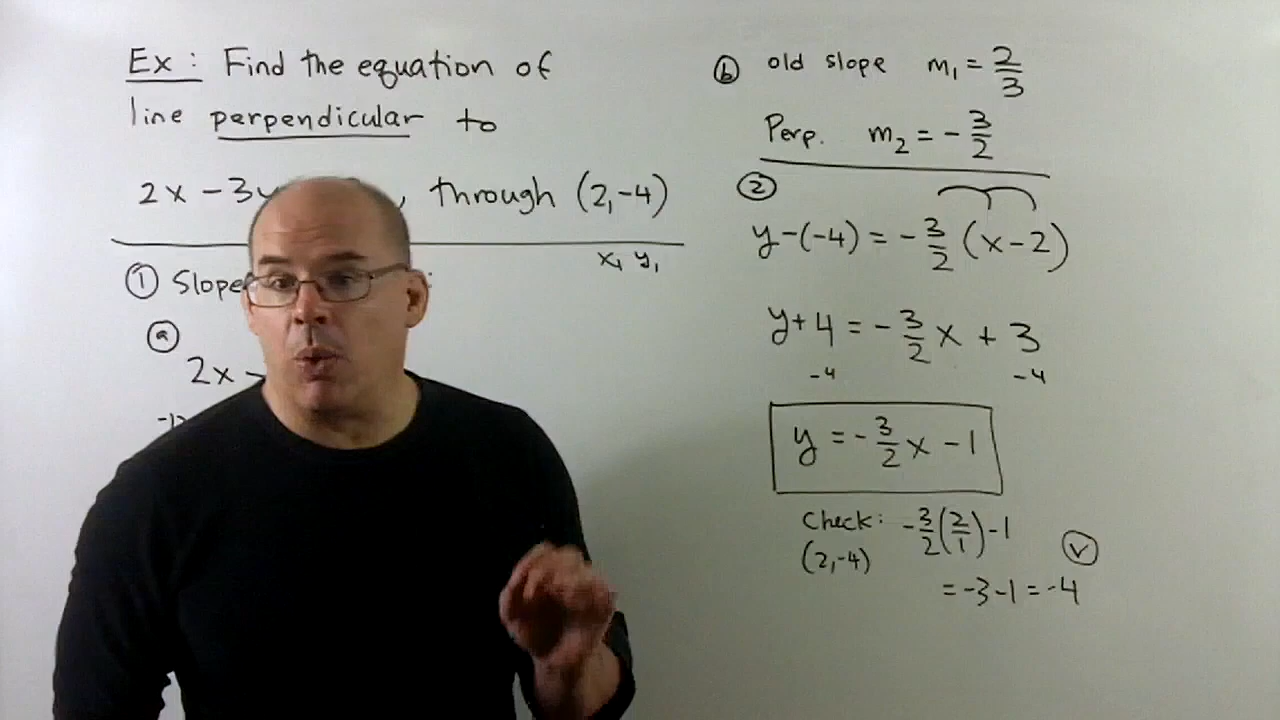 Ex: Find the equation of
line perpendicular to
2x - 3y , through (2,-4)
x₁ y₁
① Slope
ⓐ
2x -
ⓑ old slope m₁ = 2/3
Perp. m₂ = -3/2
②
y-(-4) = -3/2 (x-2)
y+4 = -3/2 x + 3
-4 -4
y = -3/2 x - 1
Check: -3/2(2/1)-1
(2,-4)
= -3-1 = -4 ✓